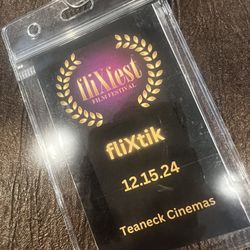 fliXfest
FILM FESTIVAL
fliXtik
12.15.24
Teaneck Cinemas